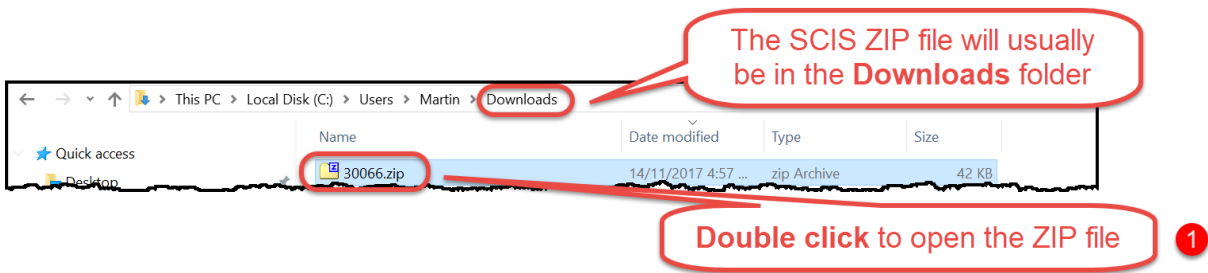 The SCIS ZIP file will usually
be in the Downloads folder
This PC > Local Disk (C:) > Users > Martin > Downloads
Name Date modified Type Size
Quick access
30066.zip 14/11/2017 4:57 ... zip Archive 42 KB
Desktop
Double click to open the ZIP file 1